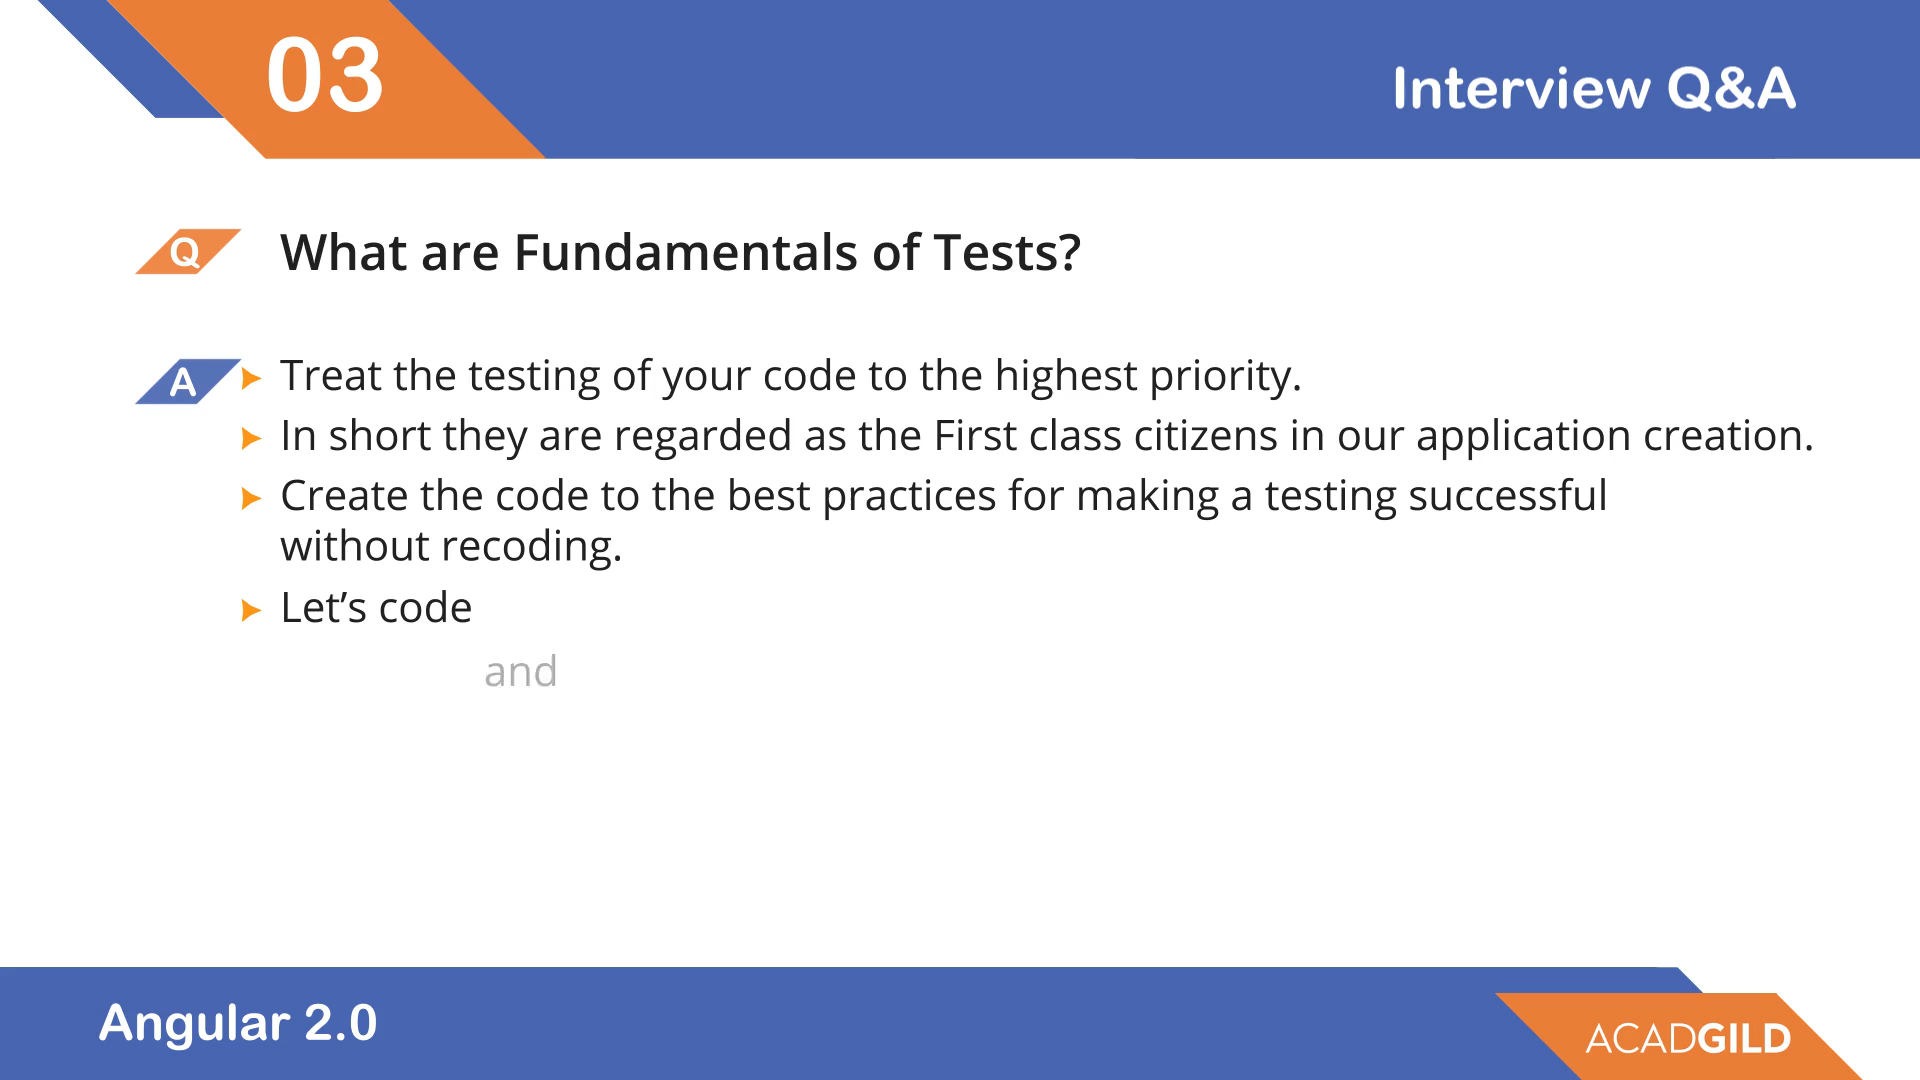 03
Interview Q&A
Q
What are Fundamentals of Tests?
A
Treat the testing of your code to the highest priority.
In short they are regarded as the First class citizens in our application creation.
Create the code to the best practices for making a testing successful
without recoding.
Let’s code
and
Angular 2.0
ACADGILD